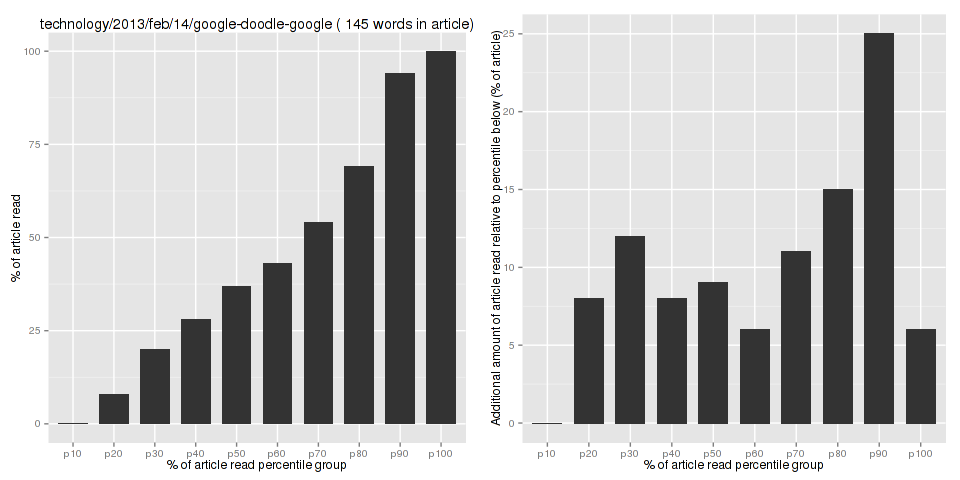 technology/2013/feb/14/google-doodle-google ( 145 words in article)
% of article read
100
75
50
25
0
p10 p20 p30 p40 p50 p60 p70 p80 p90 p100
% of article read percentile group
Additional amount of article read relative to percentile below (% of article)
25
20
15
10
5
0
p10 p20 p30 p40 p50 p60 p70 p80 p90 p100
% of article read percentile group